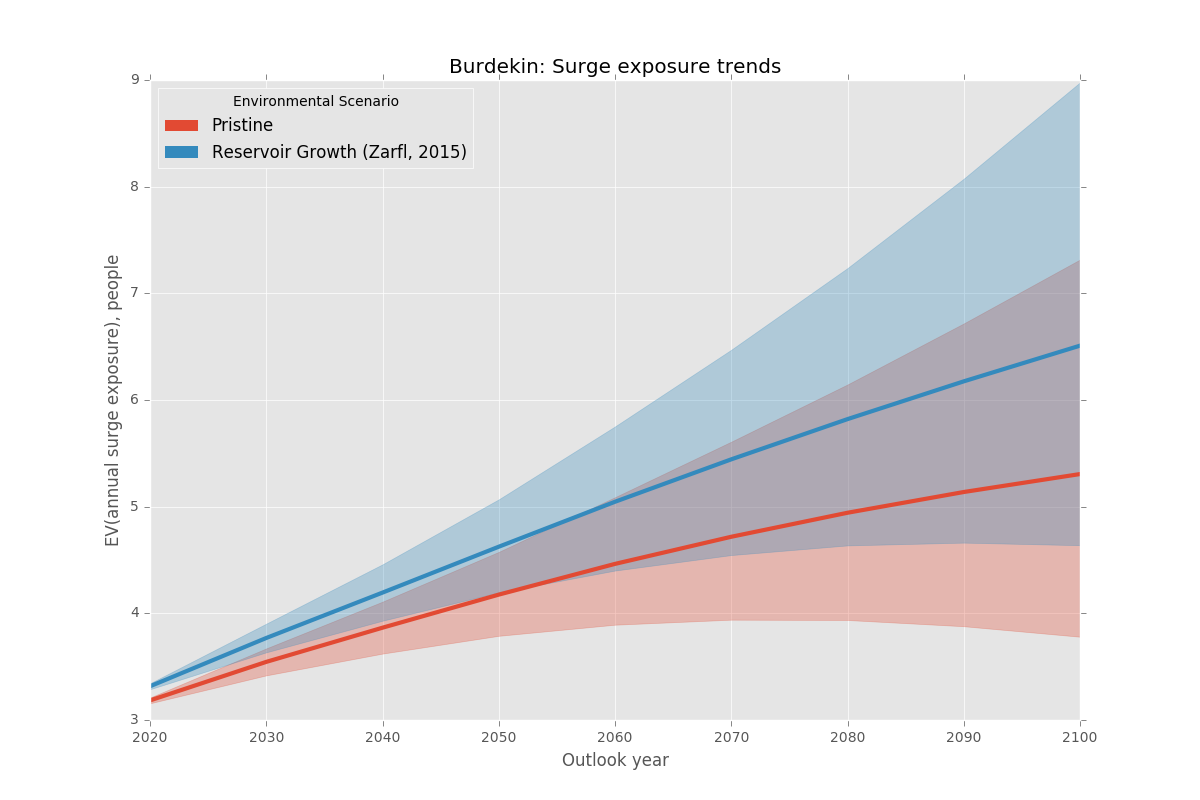 Burdekin: Surge exposure trends
Environmental Scenario
Pristine
Reservoir Growth (Zarfl, 2015)
EV(annual surge exposure), people
9
8
7
6
5
4
3
2020 2030 2040 2050 2060 2070 2080 2090 2100
Outlook year